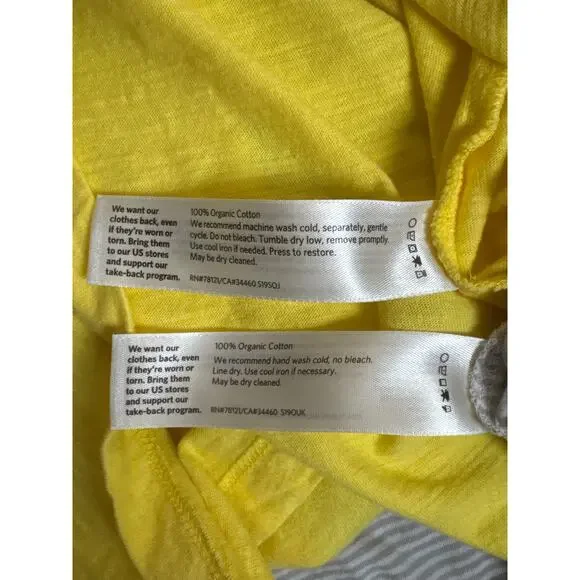 We want our
clothes back, even
if they're worn or
torn. Bring them
to our US stores
and support our
take-back program.
100% Organic Cotton
We recommend machine wash cold, separately, gentle
cycle. Do not bleach. Tumble dry low, remove promptly.
Use cool iron if needed. Press to restore.
May be dry cleaned.
RN#78121/CA#34460 S19SOJ
We want our
clothes back, even
if they're worn or
torn. Bring them
to our US stores
and support our
take-back program.
100% Organic Cotton
We recommend hand wash cold, no bleach.
Line dry. Use cool iron if necessary.
May be dry cleaned.
RN#78121/CA#34460 S19OUK